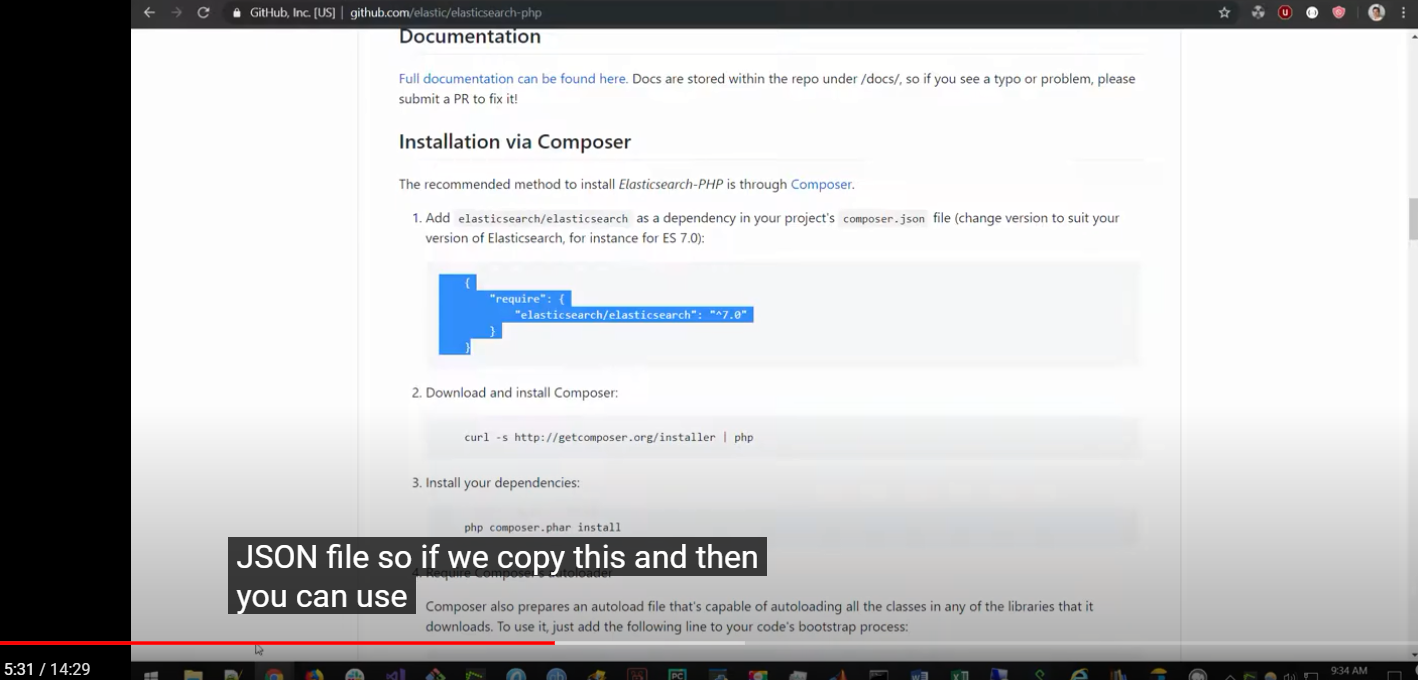 GitHub, Inc. [US] | github.com/elastic/elasticsearch-php
Documentation
Full documentation can be found here. Docs are stored within the repo under /docs/, so if you see a typo or problem, please
submit a PR to fix it!
Installation via Composer
The recommended method to install Elasticsearch-PHP is through Composer.
1. Add elasticsearch/elasticsearch as a dependency in your project's composer.json file (change version to suit your
version of Elasticsearch, for instance for ES 7.0):
{
"require": {
"elasticsearch/elasticsearch": "^7.0"
}
}
2. Download and install Composer:
curl -s http://getcomposer.org/installer | php
3. Install your dependencies:
php composer.phar install
JSON file so if we copy this and then
4. Require Composer's autoloader
you can use
Composer also prepares an autoload file that's capable of autoloading all the classes in any of the libraries that it
downloads. To use it, just add the following line to your code's bootstrap process:
5:31 / 14:29
9:34 AM